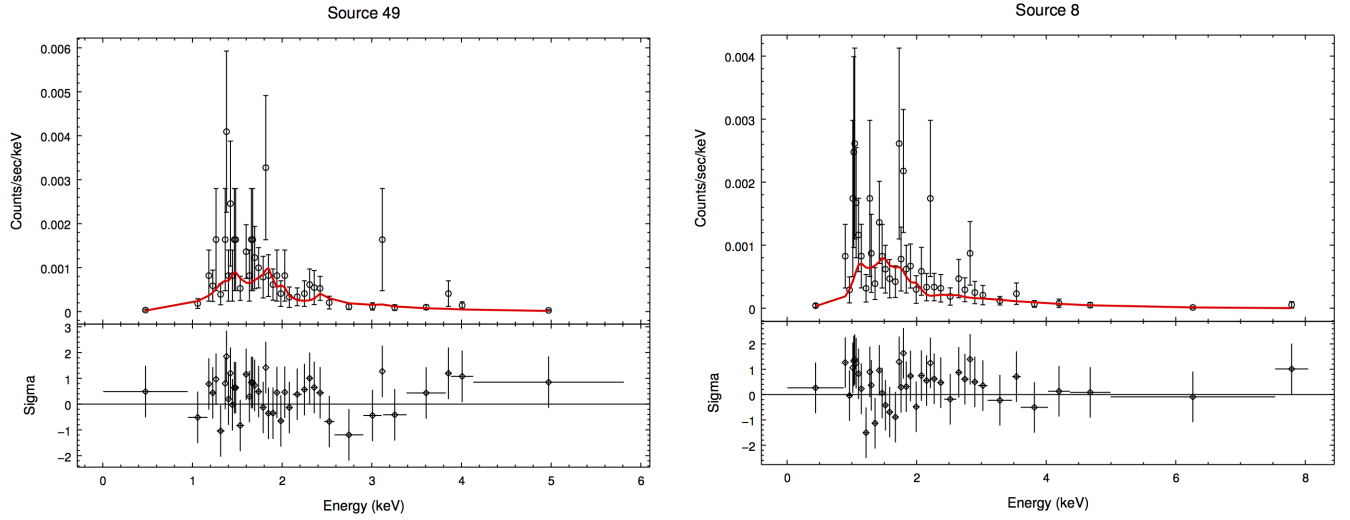 Source 49
Counts/sec/keV
0.006
0.005
0.004
0.003
0.002
0.001
0
3
2
1
0
−1
−2
Sigma
0 1 2 3 4 5 6
Energy (keV)
Source 8
Counts/sec/keV
0.004
0.003
0.002
0.001
0
2
1
0
−1
−2
Sigma
0 2 4 6 8
Energy (keV)